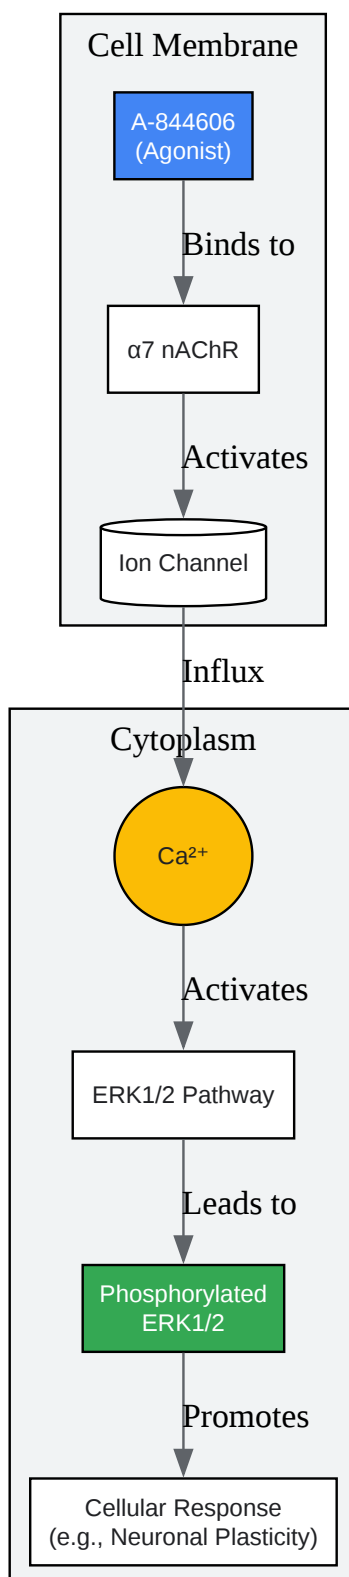 Cell Membrane
A-844606
(Agonist)
Binds to
α7 nAChR
Activates
Ion Channel
Influx
Cytoplasm
Ca²⁺
Activates
ERK1/2 Pathway
Leads to
Phosphorylated
ERK1/2
Promotes
Cellular Response
(e.g., Neuronal Plasticity)